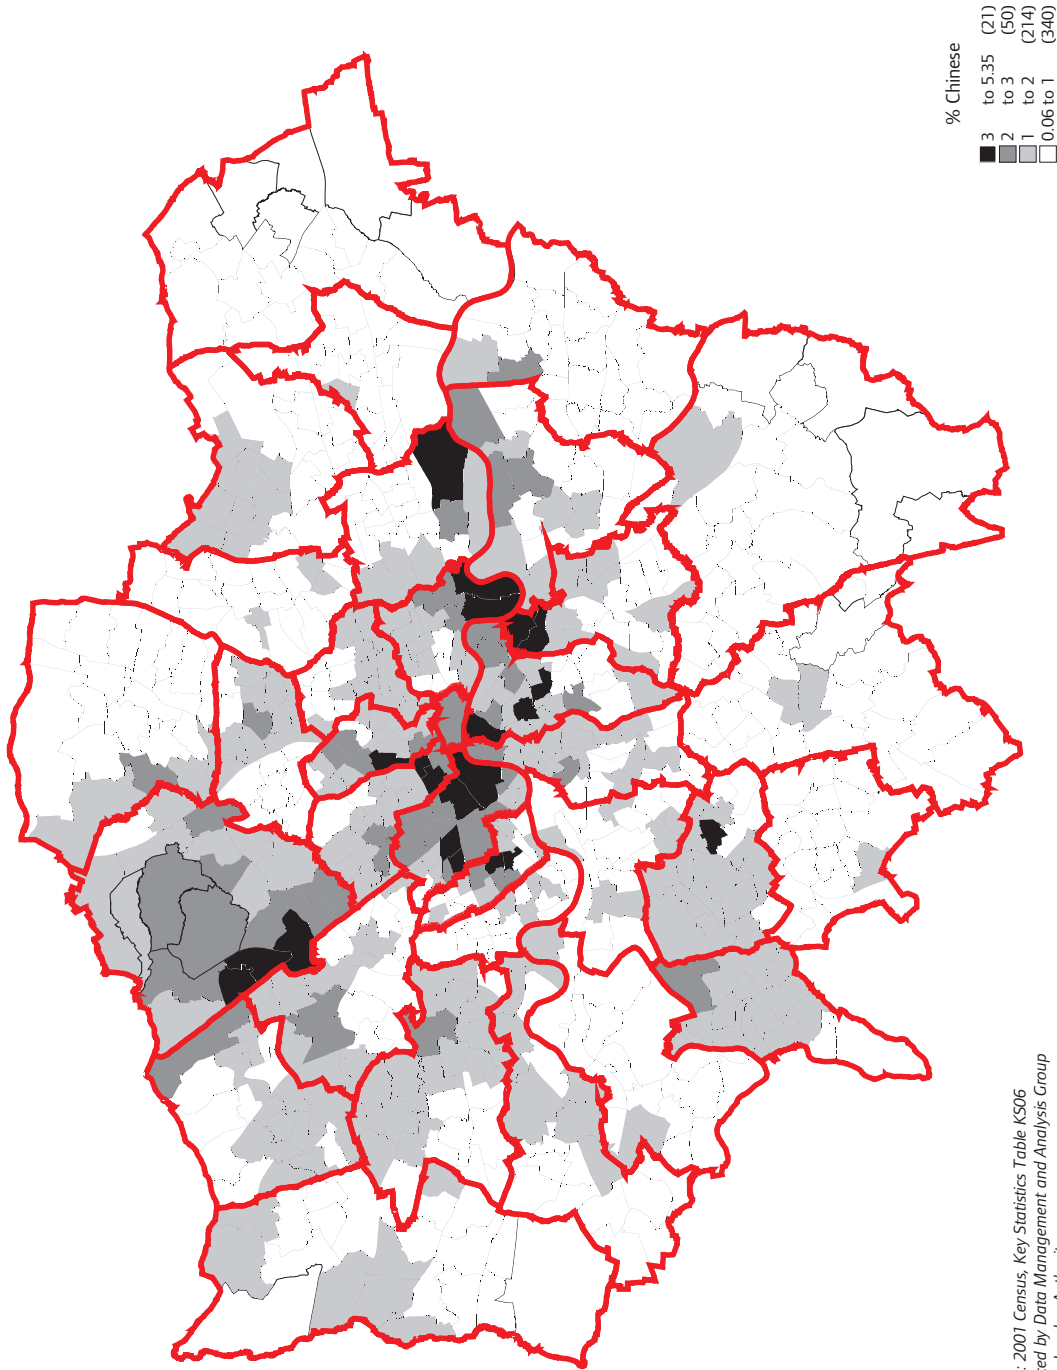 % Chinese
3 to 5.35 (21)
2 to 3 (50)
1 to 2 (214)
0.06 to 1 (340)
: 2001 Census, Key Statistics Table KS06
ed by Data Management and Analysis Group